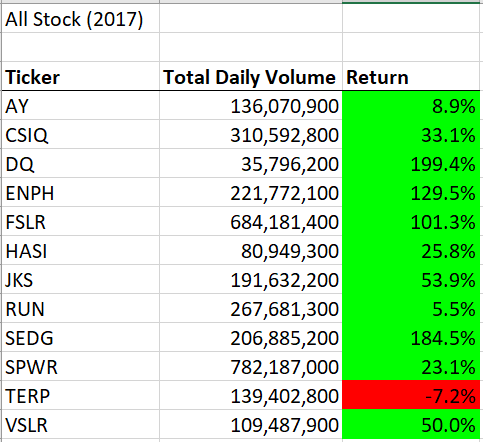 All Stock (2017)
Ticker Total Daily Volume Return
AY 136,070,900 8.9%
CSIQ 310,592,800 33.1%
DQ 35,796,200 199.4%
ENPH 221,772,100 129.5%
FSLR 684,181,400 101.3%
HASI 80,949,300 25.8%
JKS 191,632,200 53.9%
RUN 267,681,300 5.5%
SEDG 206,885,200 184.5%
SPWR 782,187,000 23.1%
TERP 139,402,800 -7.2%
VSLR 109,487,900 50.0%